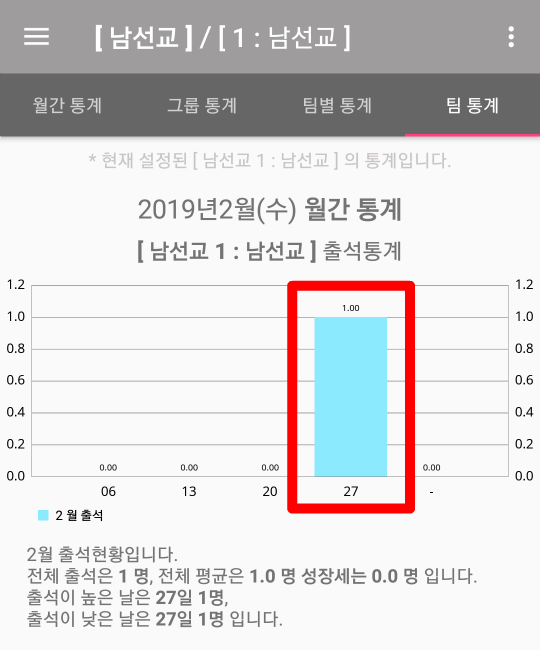 [ 남선교 ] / [ 1 : 남선교 ]
월간 통계 그룹 통계 팀별 통계 팀 통계
* 현재 설정된 [ 남선교 1 : 남선교 ] 의 통계입니다.
2019년2월(수) 월간 통계
[ 남선교 1 : 남선교 ] 출석통계
1.2 1.2
1.00
1.0 1.0
0.8 0.8
0.6 0.6
0.4 0.4
0.2 0.2
0.00 0.00 0.00 0.00
0.0 0.0
06 13 20 27 -
2 월 출석
2월 출석현황입니다.
전체 출석은 1 명, 전체 평균은 1.0 명 성장세는 0.0 명 입니다.
출석이 높은 날은 27일 1명,
출석이 낮은 날은 27일 1명 입니다.